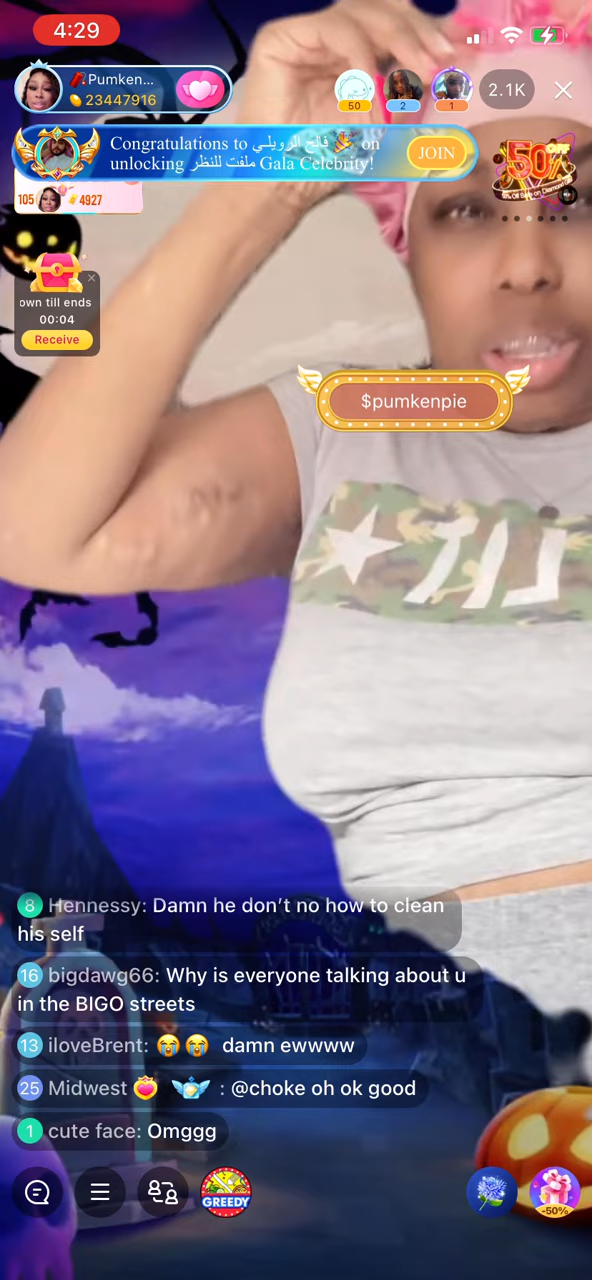 4:29
Pumken...
23447916
50
2
1
2.1K
Congratulations to فالح الرويلي 🎉 on
unlocking ملفت للنظر Gala Celebrity!
JOIN
50% OFF
105
4927
own till ends
00:04
Receive
$pumkenpie
8 Hennessy: Damn he don't no how to clean
his self
16 bigdawg66: Why is everyone talking about u
in the BIGO streets
13 iloveBrent: 😭😭 damn ewwww
25 Midwest : @choke oh ok good
1 cute face: Omggg
GREEDY
-50%